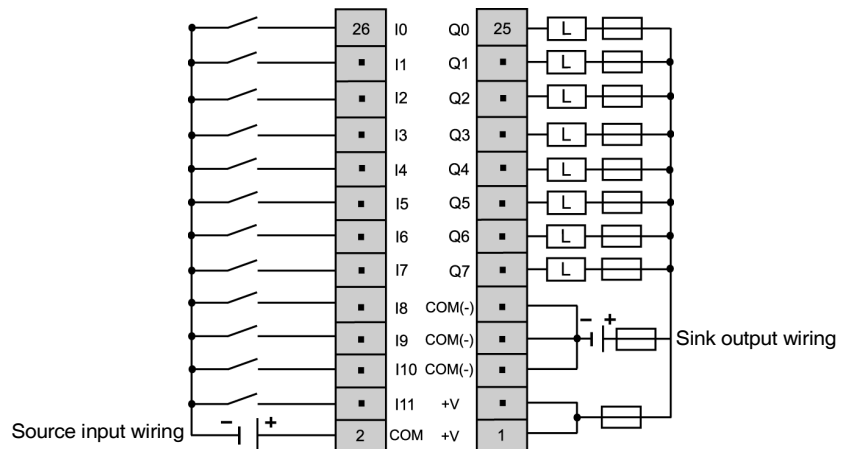 26 I0 Q0 25 L
I1 Q1 L
I2 Q2 L
I3 Q3 L
I4 Q4 L
I5 Q5 L
I6 Q6 L
I7 Q7 L
I8 COM(-)
- +
I9 COM(-) Sink output wiring
I10 COM(-)
I11 +V
- +
Source input wiring 2 COM +V 1